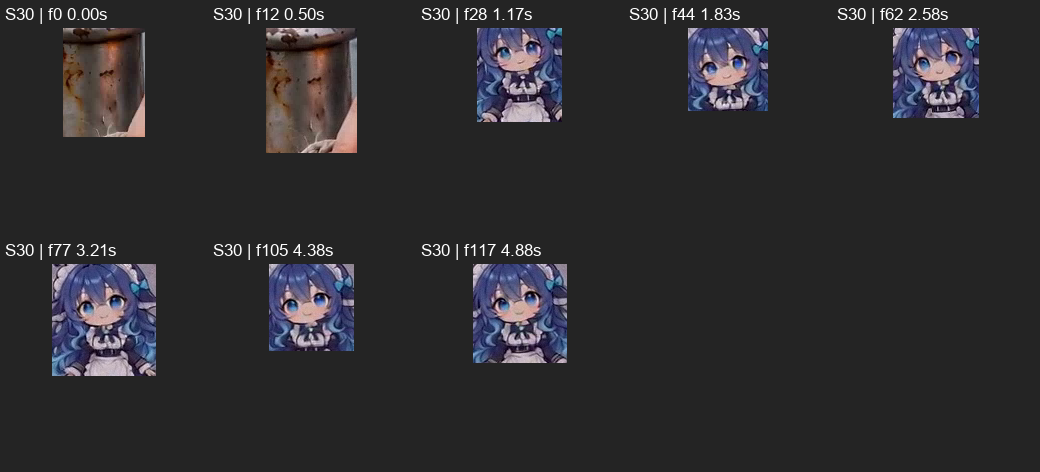 S30 | f0 0.00s
S30 | f12 0.50s
S30 | f28 1.17s
S30 | f44 1.83s
S30 | f62 2.58s
S30 | f77 3.21s
S30 | f105 4.38s
S30 | f117 4.88s